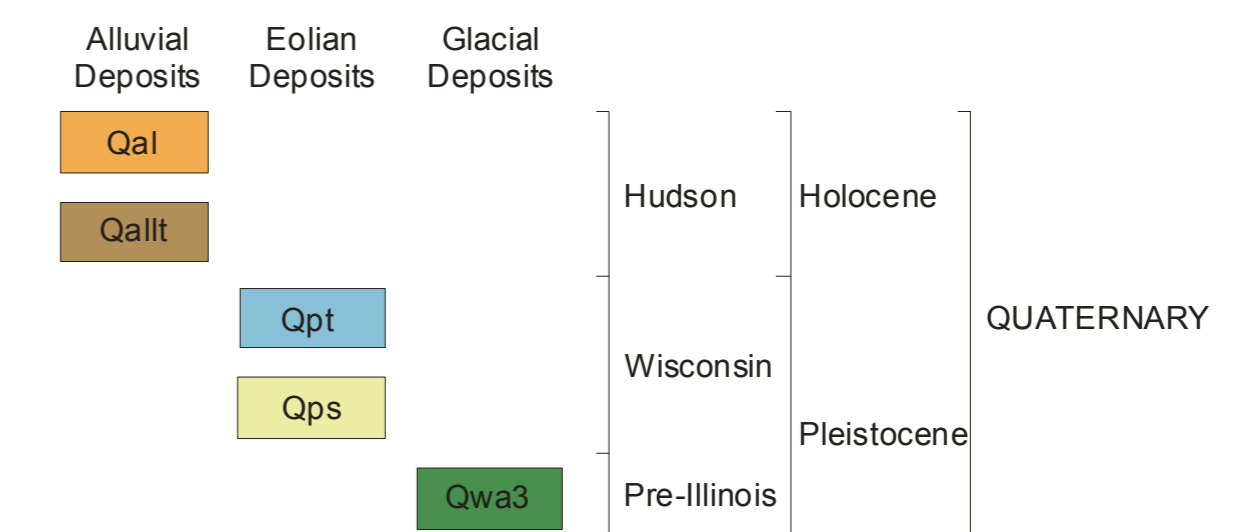 Alluvial
Deposits
Eolian
Deposits
Glacial
Deposits
Qal
Hudson
Holocene
Qallt
Qpt
QUATERNARY
Wisconsin
Qps
Pleistocene
Qwa3
Pre-Illinois